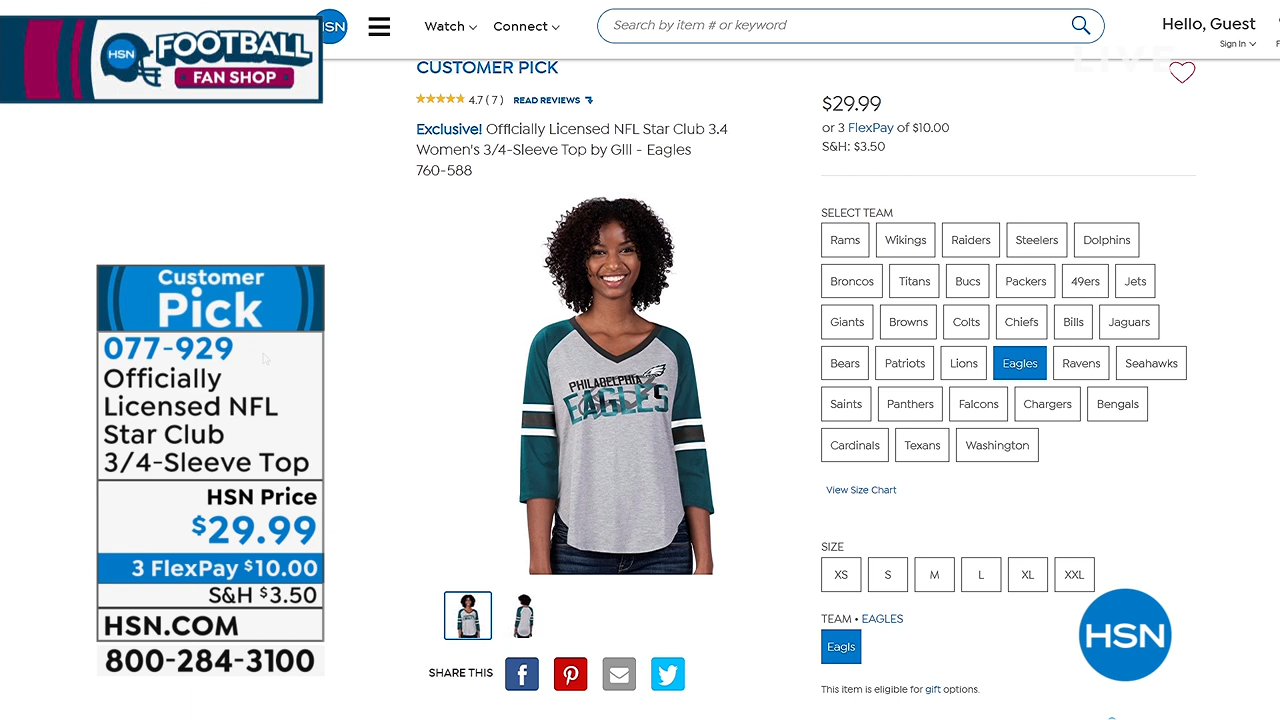 HSN
FOOTBALL
FAN SHOP
HSN
Watch
Connect
Search by item # or keyword
Hello, Guest
Sign In
LIVE
CUSTOMER PICK
4.7 ( 7 ) READ REVIEWS
Exclusive! Officially Licensed NFL Star Club 3.4
Women's 3/4-Sleeve Top by Glll - Eagles
760-588
$29.99
or 3 FlexPay of $10.00
S&H: $3.50
SELECT TEAM
Rams Wikings Raiders Steelers Dolphins
Broncos Titans Bucs Packers 49ers Jets
Giants Browns Colts Chiefs Bills Jaguars
Bears Patriots Lions Eagles Ravens Seahawks
Saints Panthers Falcons Chargers Bengals
Cardinals Texans Washington
View Size Chart
SIZE
XS S M L XL XXL
TEAM • EAGLES
Eagls
This item is eligible for gift options.
PHILADELPHIA
EAGLES
SHARE THIS
Customer
Pick
077-929
Officially
Licensed NFL
Star Club
3/4-Sleeve Top
HSN Price
$29.99
3 FlexPay $10.00
S&H $3.50
HSN.COM
800-284-3100
HSN